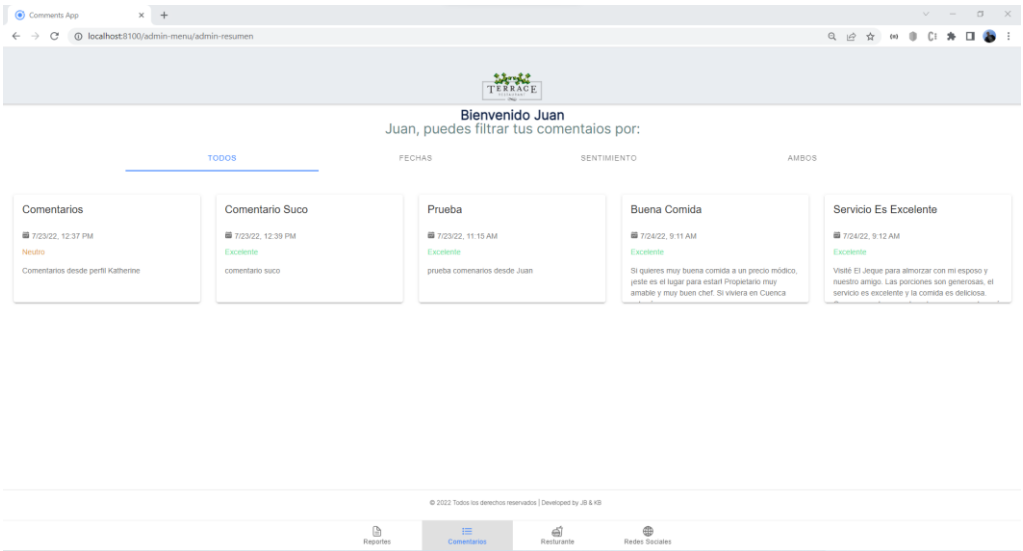 Comments App
localhost:8100/admin-menu/admin-resumen
TERRACE
Bienvenido Juan
Juan, puedes filtrar tus comentaios por:
TODOS FECHAS SENTIMIENTO AMBOS
Comentarios
7/23/22, 12:37 PM
Neutro
Comentarios desde perfil Katherine
Comentario Suco
7/23/22, 12:39 PM
Excelente
comentario suco
Prueba
7/23/22, 11:15 AM
Excelente
prueba comenarios desde Juan
Buena Comida
7/24/22, 9:11 AM
Excelente
Si quieres muy buena comida a un precio módico,
¡este es el lugar para estar! Propietario muy
amable y muy buen chef. Si viviera en Cuenca
Servicio Es Excelente
7/24/22, 9:12 AM
Excelente
Visité El Jeque para almorzar con mi esposo y
nuestro amigo. Las porciones son generosas, el
servicio es excelente y la comida es deliciosa.
© 2022 Todos los derechos reservados | Developed by JB & KB
Reportes Comentarios Resturante Redes Sociales